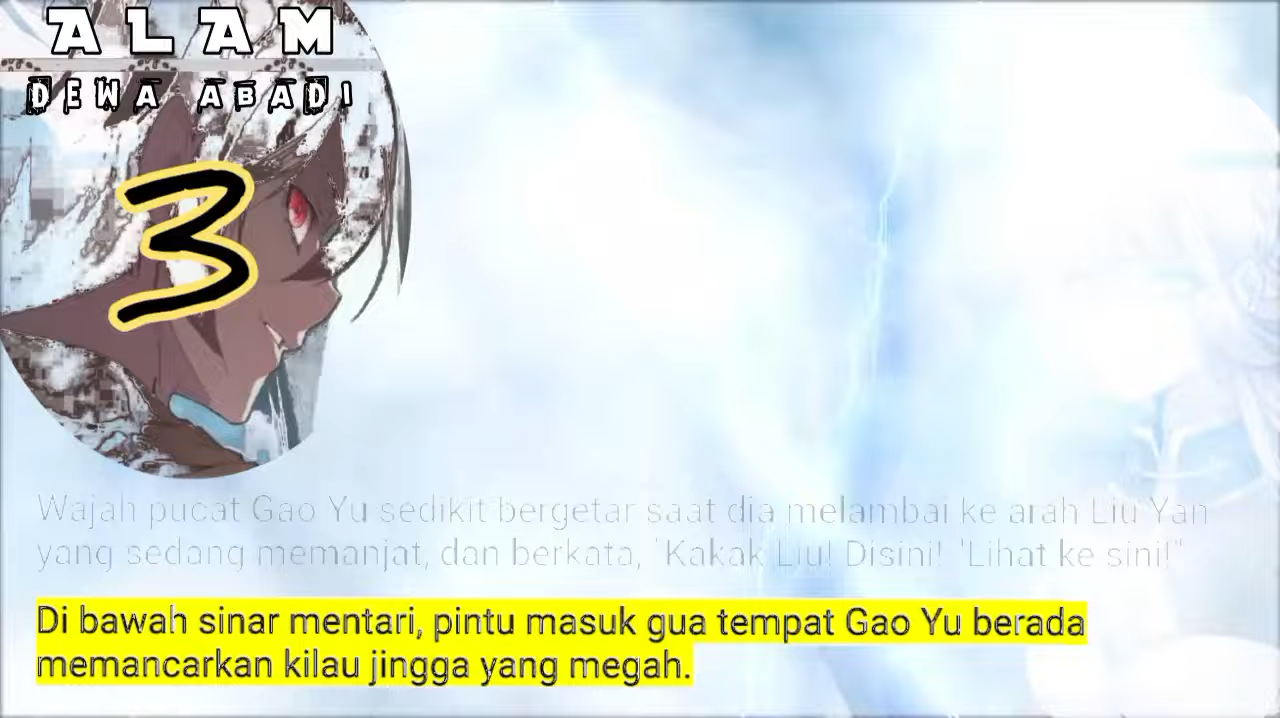 ALAM
DEWA ABADI
3
Wajah pucat Gao Yu sedikit bergetar saat dia melambai ke arah Liu Yan
yang sedang memanjat, dan berkata, 'Kakak Liu! Disini! 'Lihat ke sini!"
Di bawah sinar mentari, pintu masuk gua tempat Gao Yu berada
memancarkan kilau jingga yang megah.